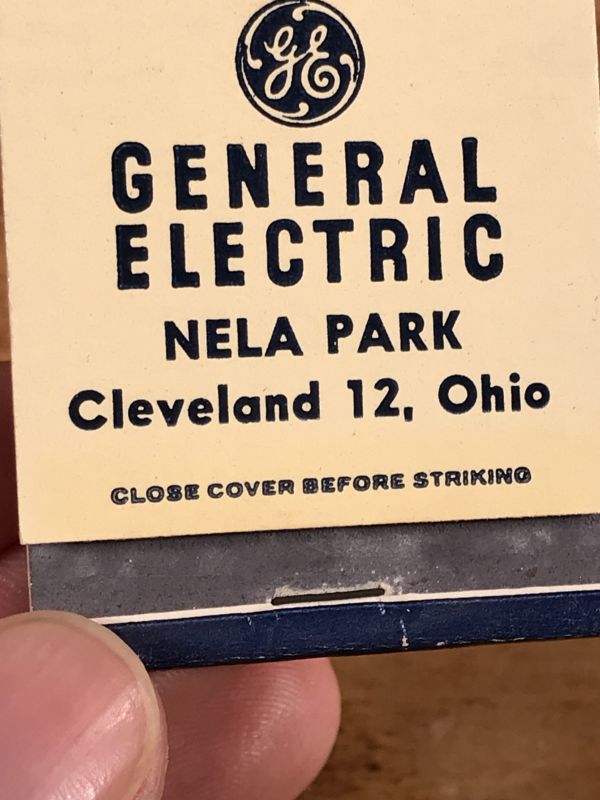 GE
GENERAL
ELECTRIC
NELA PARK
Cleveland 12, Ohio
CLOSE COVER BEFORE STRIKING